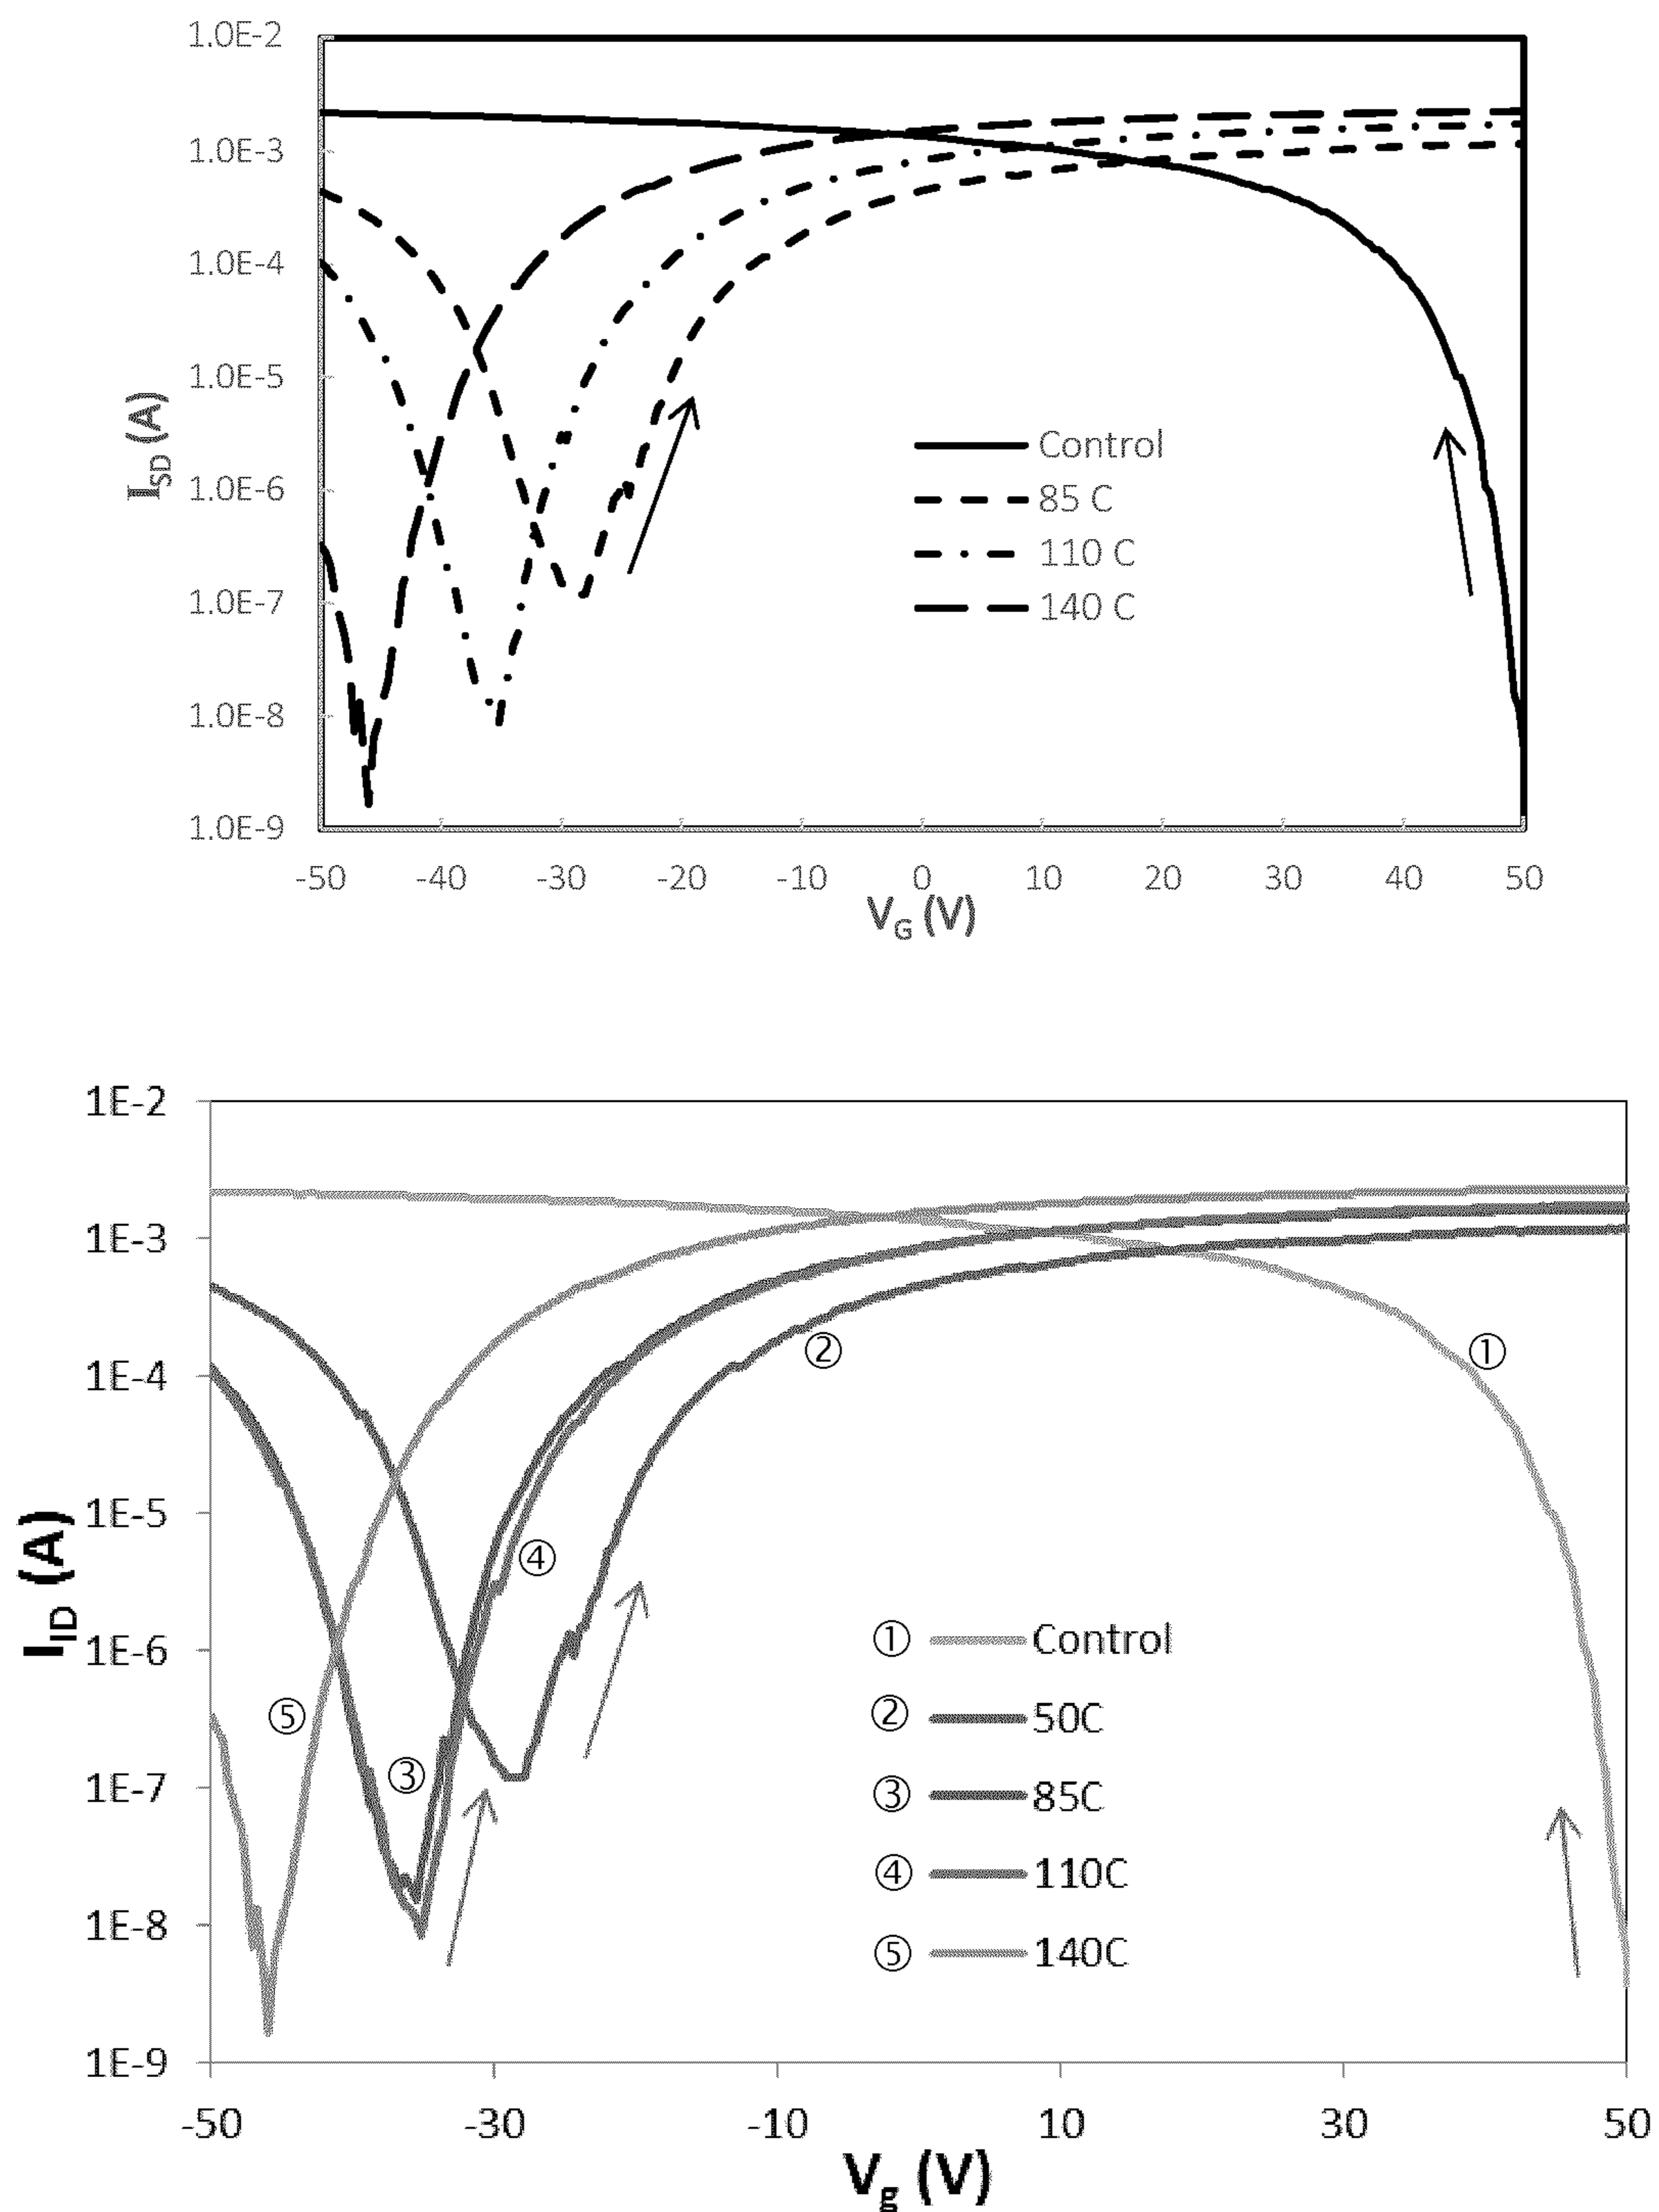 1.0E-2
1.0E-3
1.0E-4
1.0E-5
1.0E-6
1.0E-7
1.0E-8
1.0E-9
I_SD (A)
Control
85 C
110 C
140 C
-50 -40 -30 -20 -10 0 10 20 30 40 50
V_G (V)
1E-2
1E-3
1E-4
1E-5
1E-6
1E-7
1E-8
1E-9
I_ID (A)
②
①
④
⑤
③
① Control
② 50C
③ 85C
④ 110C
⑤ 140C
-50 -30 -10 10 30 50
V_g (V)